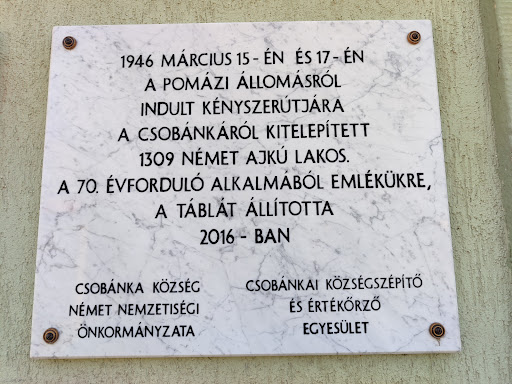 1946 MÁRCIUS 15 - ÉN ÉS 17 - ÉN
A POMÁZI ÁLLOMÁSRÓL
INDULT KÉNYSZERÚTJÁRA
A CSOBÁNKÁRÓL KITELEPÍTETT
1309 NÉMET AJKÚ LAKOS.
A 70. ÉVFORDULÓ ALKALMÁBÓL EMLÉKÜKRE,
A TÁBLÁT ÁLLÍTOTTA
2016 - BAN
CSOBÁNKA KÖZSÉG
NÉMET NEMZETISÉGI
ÖNKORMÁNYZATA
CSOBÁNKAI KÖZSÉGSZÉPÍTŐ
ÉS ÉRTÉKŐRZŐ
EGYESÜLET